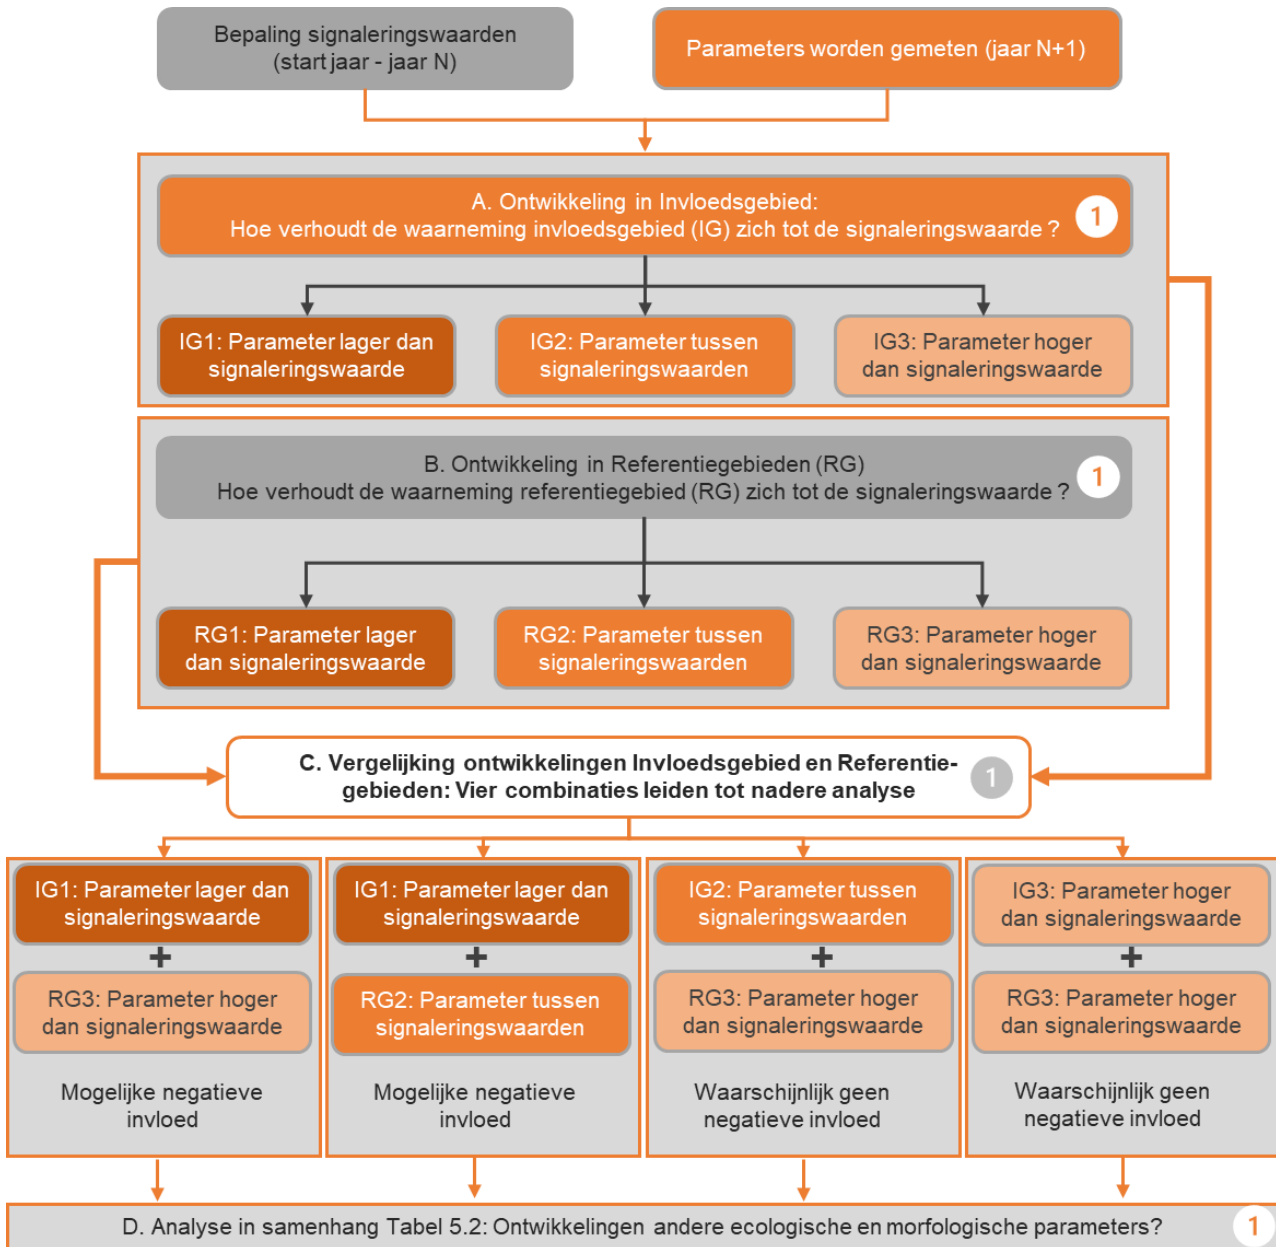 Bepaling signaleringswaarden
(start jaar - jaar N)
Parameters worden gemeten (jaar N+1)
A. Ontwikkeling in Invloedsgebied:
Hoe verhoudt de waarneming invloedsgebied (IG) zich tot de signaleringswaarde ?
1
IG1: Parameter lager dan
signaleringswaarde
IG2: Parameter tussen
signaleringswaarden
IG3: Parameter hoger
dan signaleringswaarde
B. Ontwikkeling in Referentiegebieden (RG)
Hoe verhoudt de waarneming referentiegebied (RG) zich tot de signaleringswaarde ?
1
RG1: Parameter lager
dan signaleringswaarde
RG2: Parameter tussen
signaleringswaarden
RG3: Parameter hoger
dan signaleringswaarde
C. Vergelijking ontwikkelingen Invloedsgebied en Referentie-
gebieden: Vier combinaties leiden tot nadere analyse
1
IG1: Parameter lager dan
signaleringswaarde
+
RG3: Parameter hoger
dan signaleringswaarde
Mogelijke negatieve
invloed
IG1: Parameter lager dan
signaleringswaarde
+
RG2: Parameter tussen
signaleringswaarden
Mogelijke negatieve
invloed
IG2: Parameter tussen
signaleringswaarden
+
RG3: Parameter hoger
dan signaleringswaarde
Waarschijnlijk geen
negatieve invloed
IG3: Parameter hoger
dan signaleringswaarde
+
RG3: Parameter hoger
dan signaleringswaarde
Waarschijnlijk geen
negatieve invloed
D. Analyse in samenhang Tabel 5.2: Ontwikkelingen andere ecologische en morfologische parameters?
1